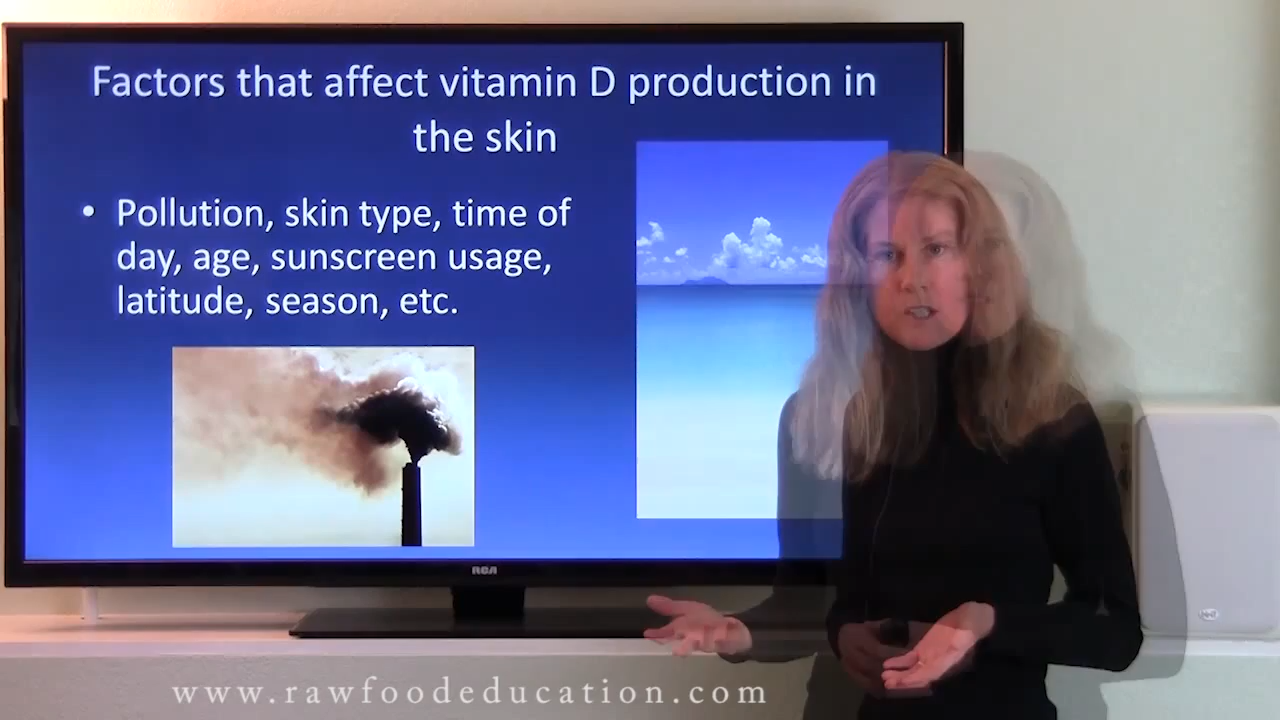 Factors that affect vitamin D production in
the skin
• Pollution, skin type, time of
day, age, sunscreen usage,
latitude, season, etc.
RCA
www.rawfoodeducation.com